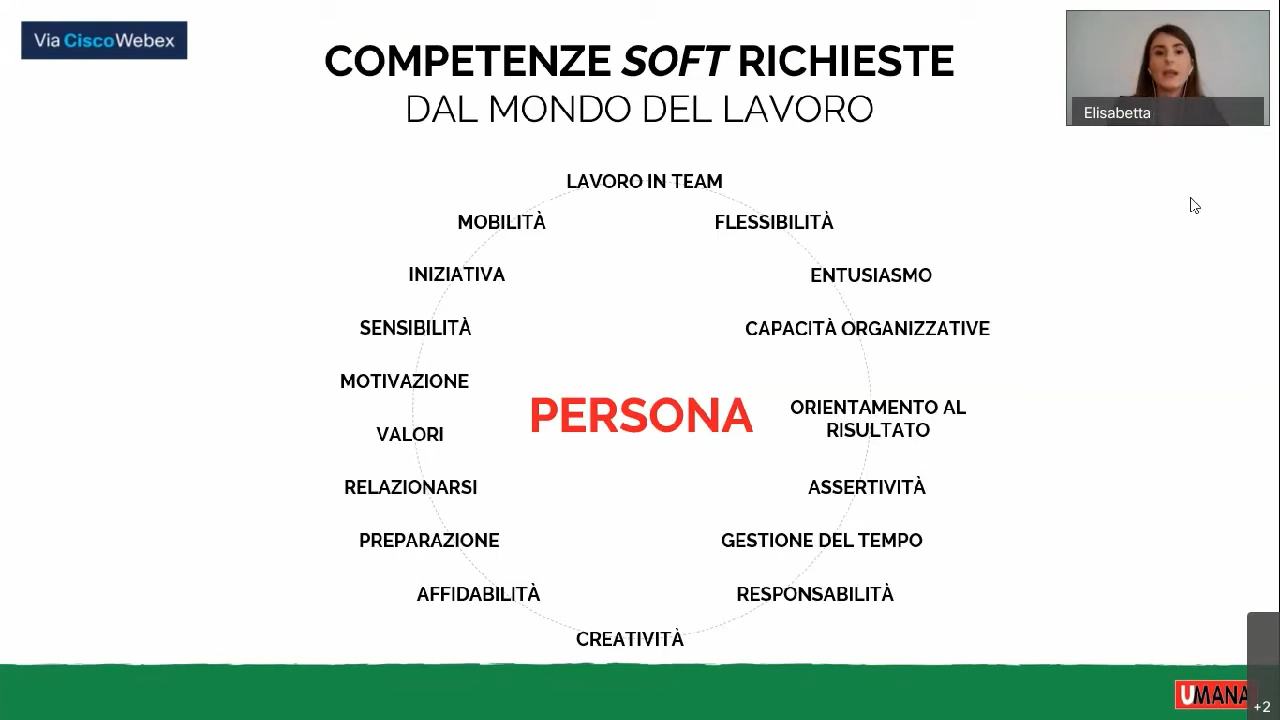 Via CiscoWebex
COMPETENZE SOFT RICHIESTE
DAL MONDO DEL LAVORO
Elisabetta
LAVORO IN TEAM
MOBILITÀ
FLESSIBILITÀ
INIZIATIVA
ENTUSIASMO
SENSIBILITÀ
CAPACITÀ ORGANIZZATIVE
MOTIVAZIONE
PERSONA
ORIENTAMENTO AL
RISULTATO
VALORI
RELAZIONARSI
ASSERTIVITÀ
PREPARAZIONE
GESTIONE DEL TEMPO
AFFIDABILITÀ
RESPONSABILITÀ
CREATIVITÀ
UMANA
+2